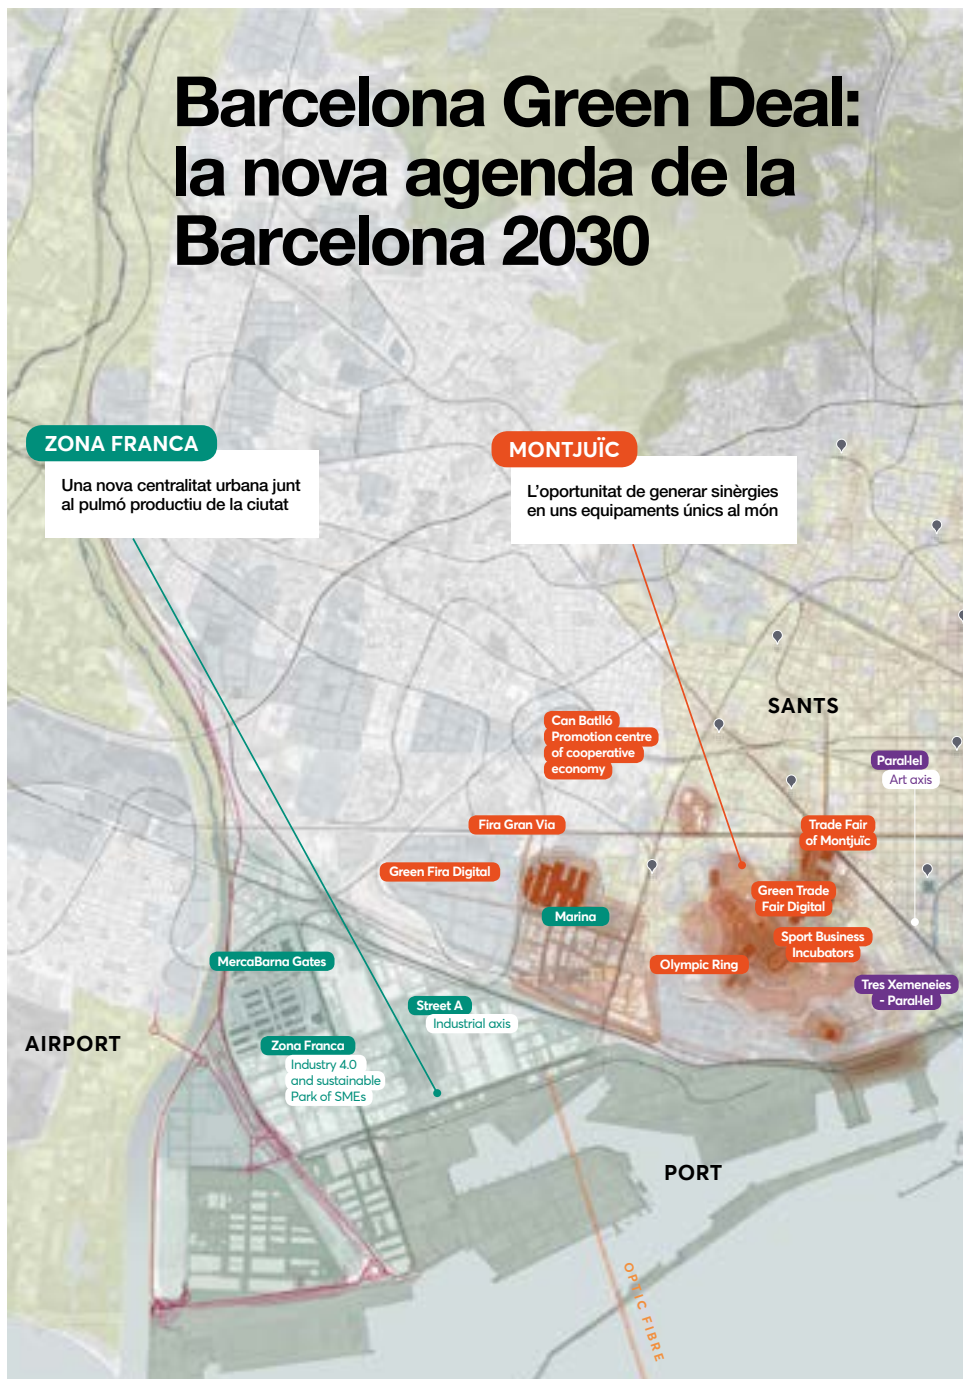 Barcelona Green Deal:
la nova agenda de la
Barcelona 2030
ZONA FRANCA
Una nova centralitat urbana junt
al pulmó productiu de la ciutat
MONTJUÏC
L'oportunitat de generar sinèrgies
en uns equipaments únics al món
SANTS
Can Batlló
Promotion centre
of cooperative
economy
Paral·lel
Art axis
Fira Gran Via
Trade Fair
of Montjuïc
Green Fira Digital
Green Trade
Fair Digital
Marina
Sport Business
Incubators
MercaBarna Gates
Olympic Ring
Tres Xemeneies
- Paral·lel
Street A
Industrial axis
AIRPORT
Zona Franca
Industry 4.0
and sustainable
Park of SMEs
PORT
OPTIC FIBRE